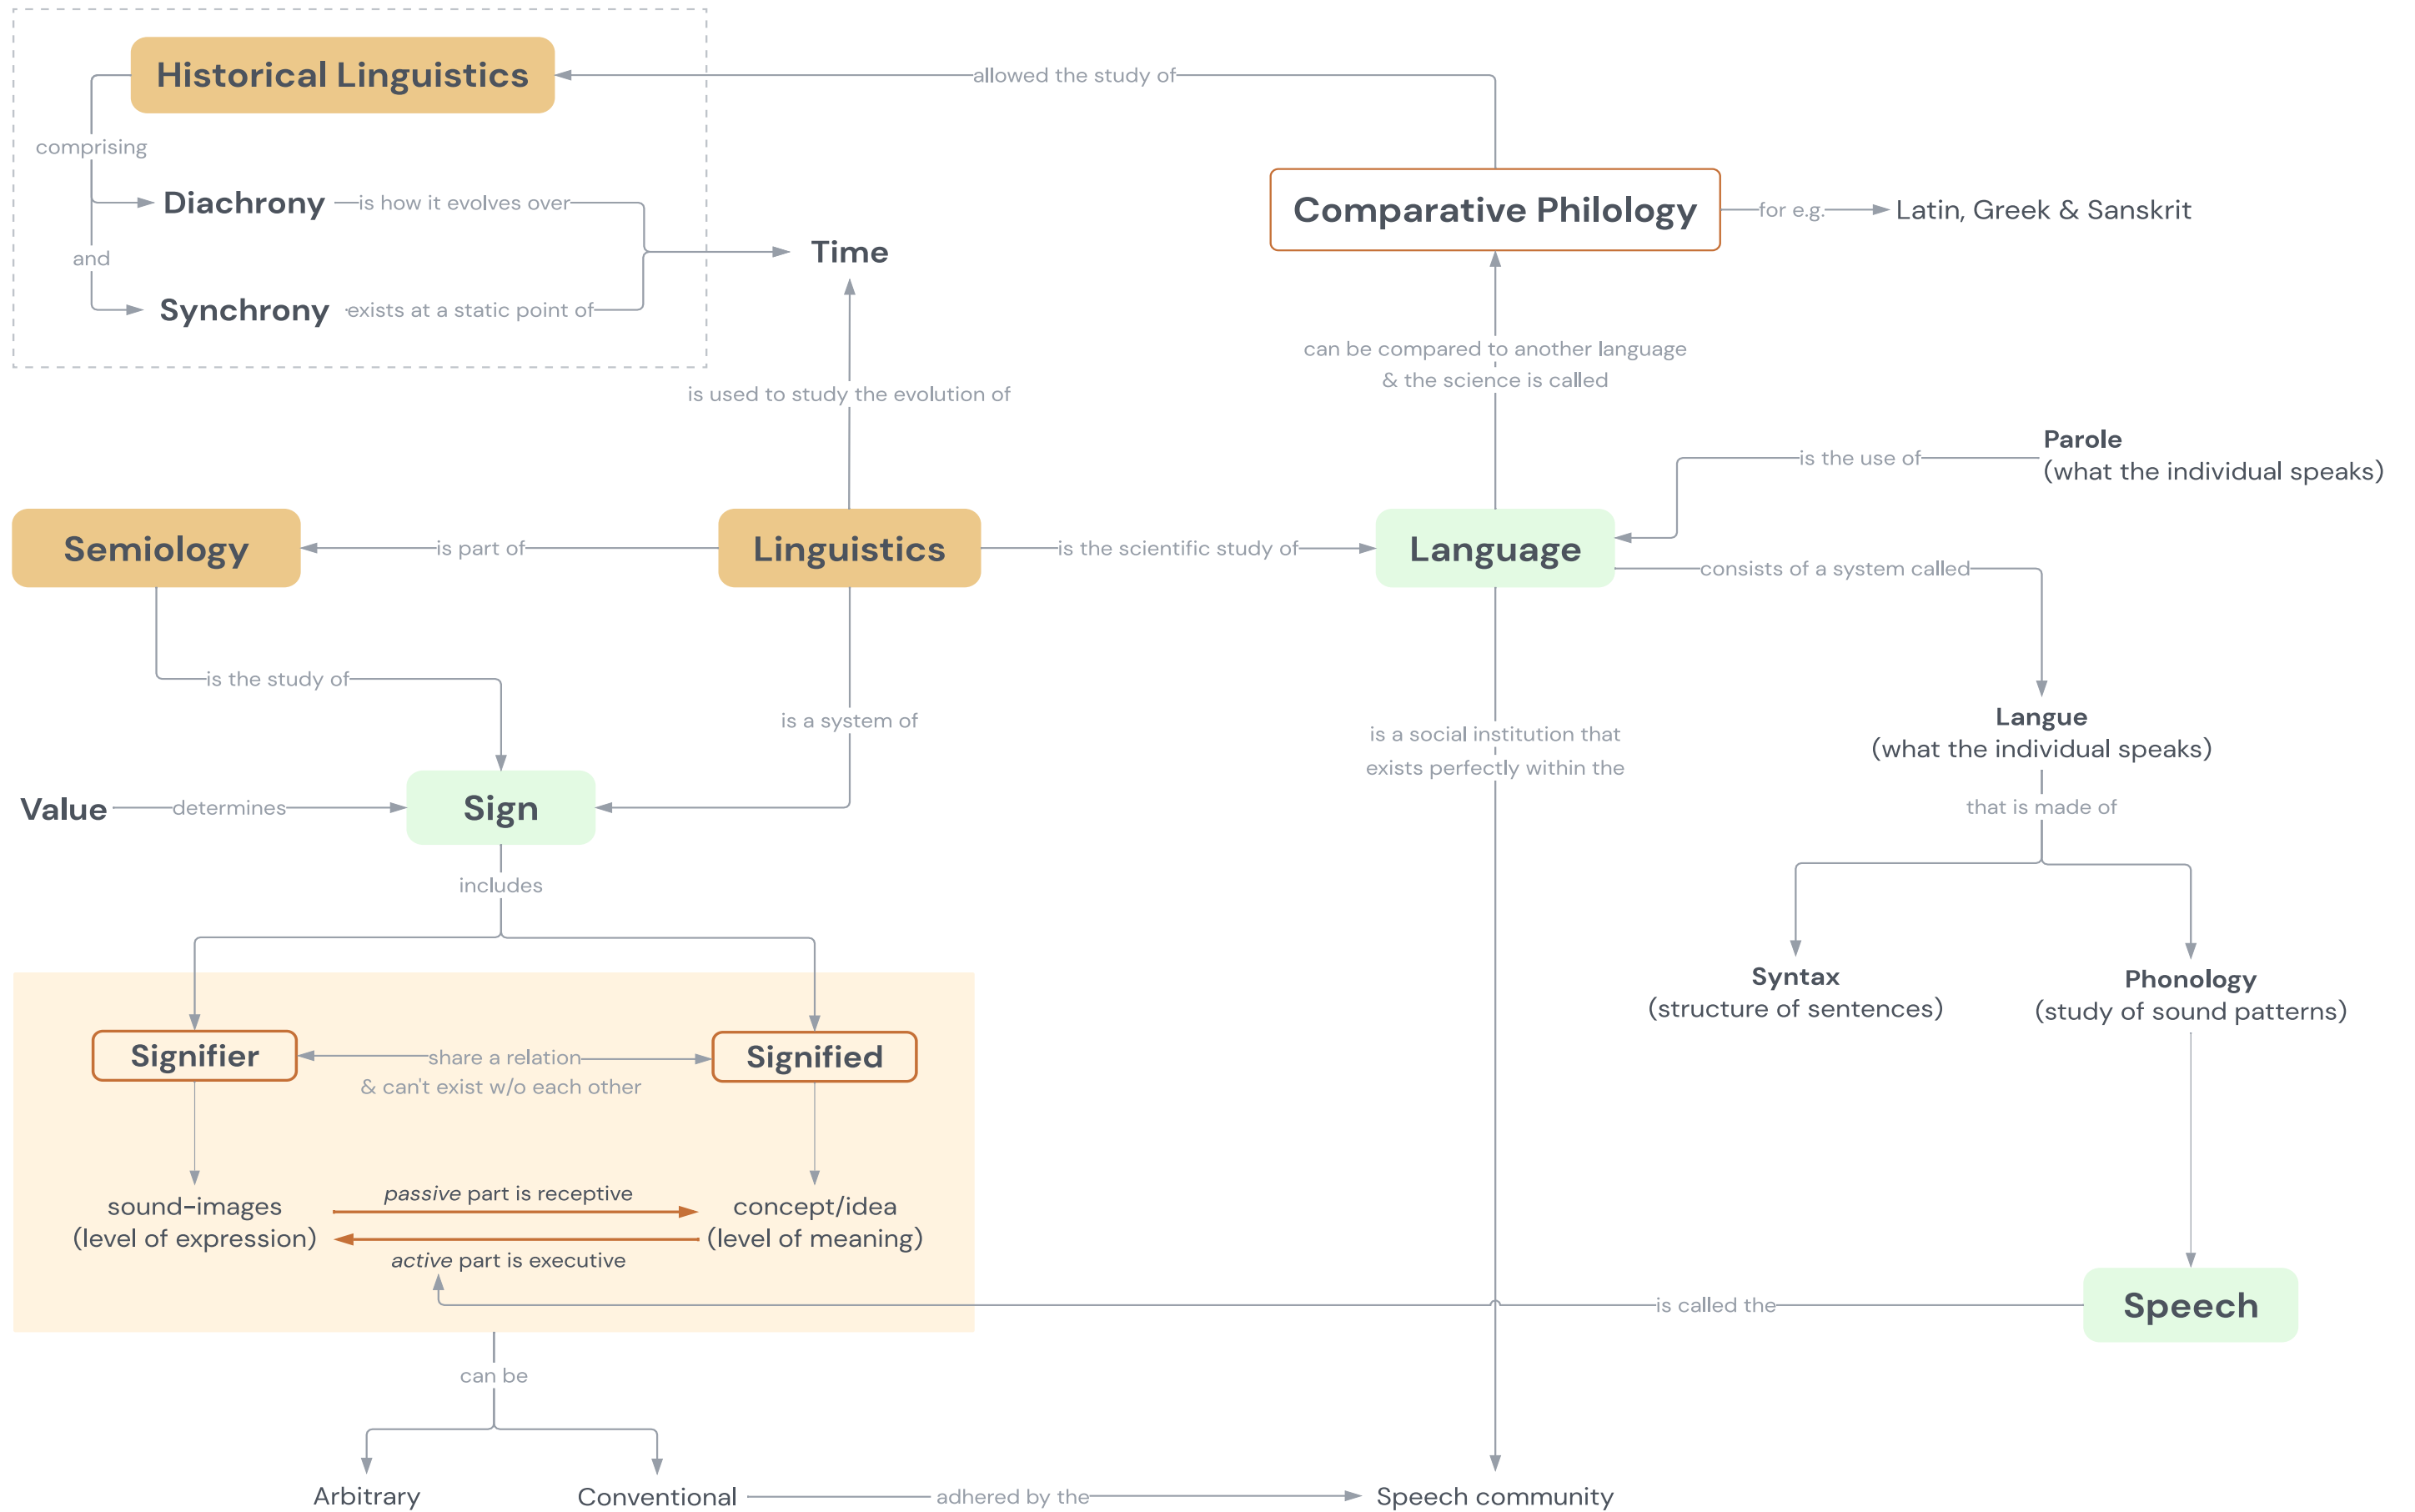 Historical Linguistics
allowed the study of
comprising
Diachrony
is how it evolves over
Comparative Philology
for e.g.
Latin, Greek & Sanskrit
and
Time
Synchrony
exists at a static point of
can be compared to another language
& the science is called
is used to study the evolution of
Parole
(what the individual speaks)
is the use of
Semiology
is part of
Linguistics
is the scientific study of
Language
consists of a system called
is the study of
is a system of
Langue
(what the individual speaks)
is a social institution that
exists perfectly within the
Value
determines
Sign
that is made of
includes
Syntax
(structure of sentences)
Phonology
(study of sound patterns)
Signifier
share a relation
& can't exist w/o each other
Signified
sound-images
(level of expression)
passive part is receptive
active part is executive
concept/idea
(level of meaning)
is called the
Speech
can be
Arbitrary
Conventional
adhered by the
Speech community